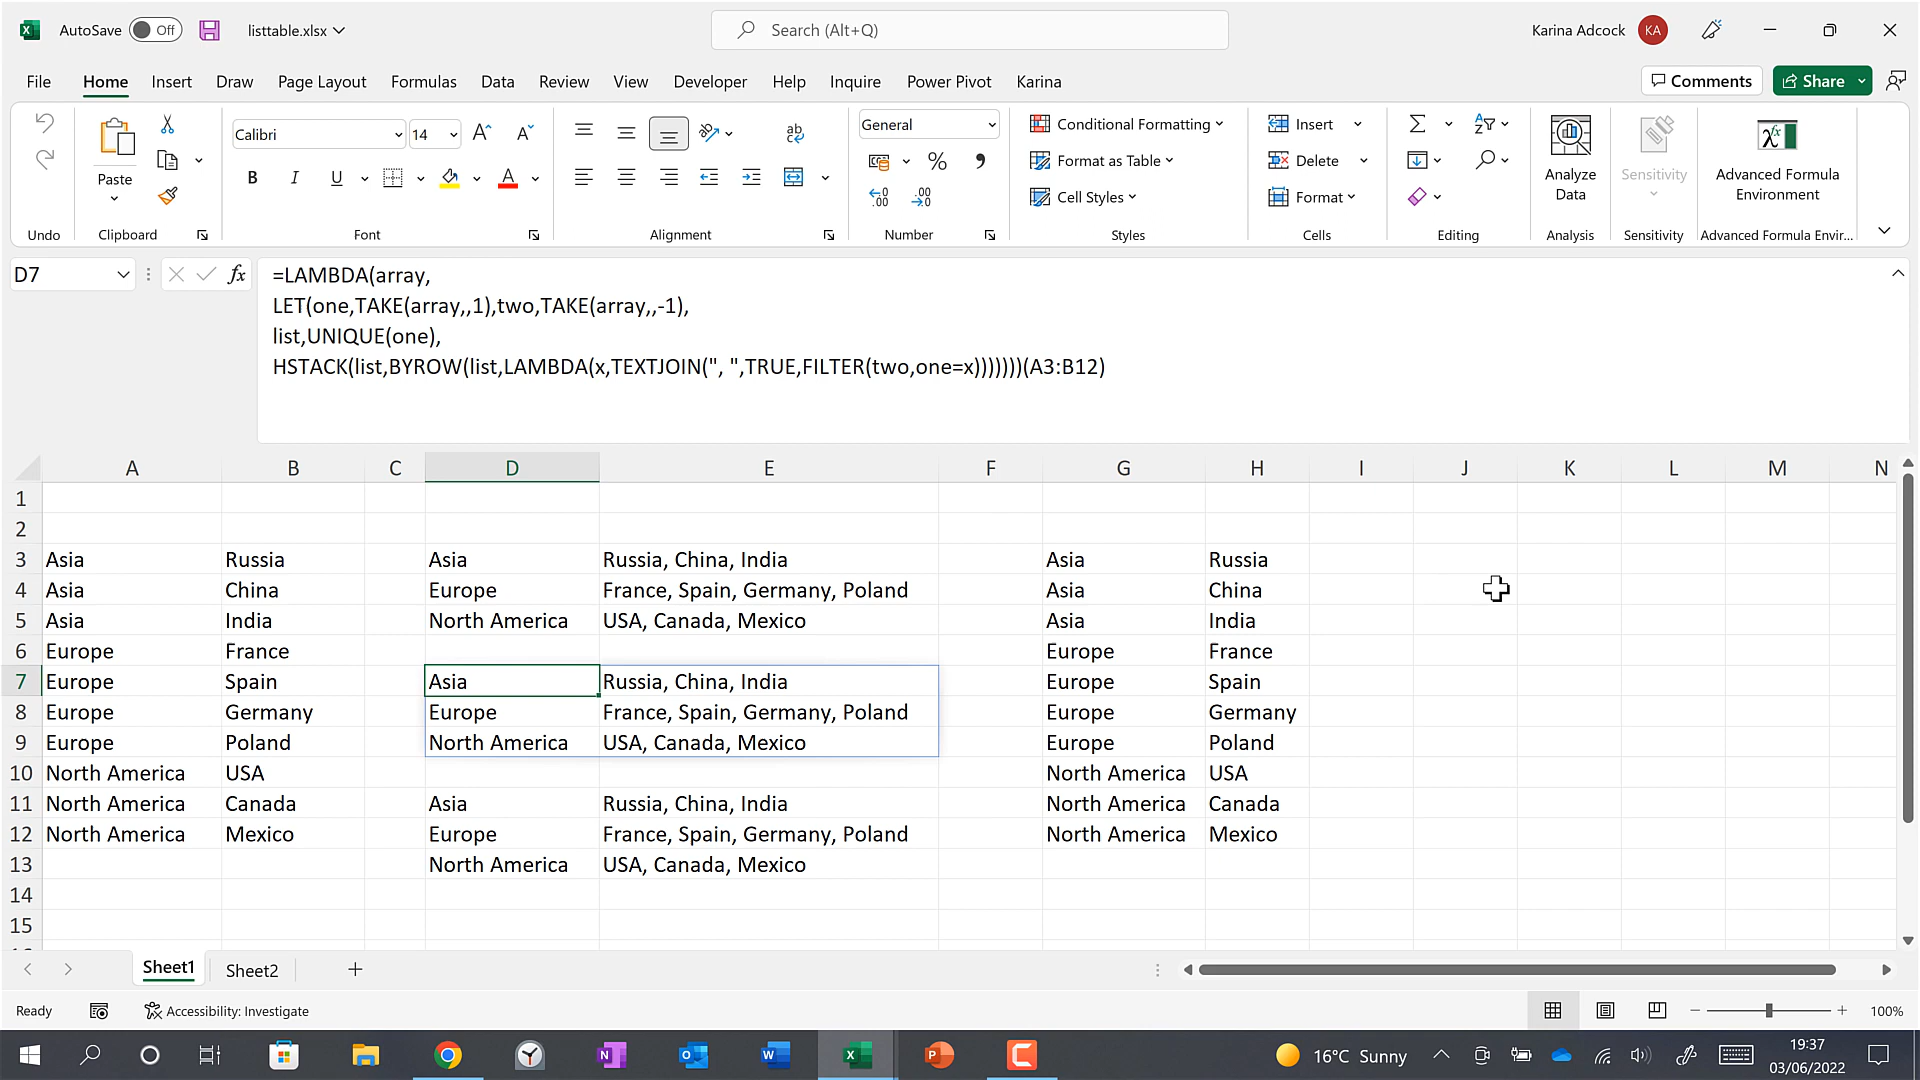 AutoSave Off listtable.xlsx Search (Alt+Q) Karina Adcock KA
File Home Insert Draw Page Layout Formulas Data Review View Developer Help Inquire Power Pivot Karina Comments Share
Calibri 14 General Conditional Formatting Insert
Paste B I U ab Format as Table Delete Analyze Data Sensitivity Advanced Formula Environment
Cell Styles Format
Undo Clipboard Font Alignment Number Styles Cells Editing Analysis Sensitivity Advanced Formula Envir...
D7 fx =LAMBDA(array,
LET(one,TAKE(array,,1),two,TAKE(array,,-1),
list,UNIQUE(one),
HSTACK(list,BYROW(list,LAMBDA(x,TEXTJOIN(", ",TRUE,FILTER(two,one=x)))))))(A3:B12)
A B C D E F G H I J K L M N
1
2
3 Asia Russia Asia Russia, China, India Asia Russia
4 Asia China Europe France, Spain, Germany, Poland Asia China
5 Asia India North America USA, Canada, Mexico Asia India
6 Europe France Europe France
7 Europe Spain Asia Russia, China, India Europe Spain
8 Europe Germany Europe France, Spain, Germany, Poland Europe Germany
9 Europe Poland North America USA, Canada, Mexico Europe Poland
10 North America USA North America USA
11 North America Canada Asia Russia, China, India North America Canada
12 North America Mexico Europe France, Spain, Germany, Poland North America Mexico
13 North America USA, Canada, Mexico
14
15
Sheet1 Sheet2
Ready Accessibility: Investigate 100%
16°C Sunny 19:37
03/06/2022